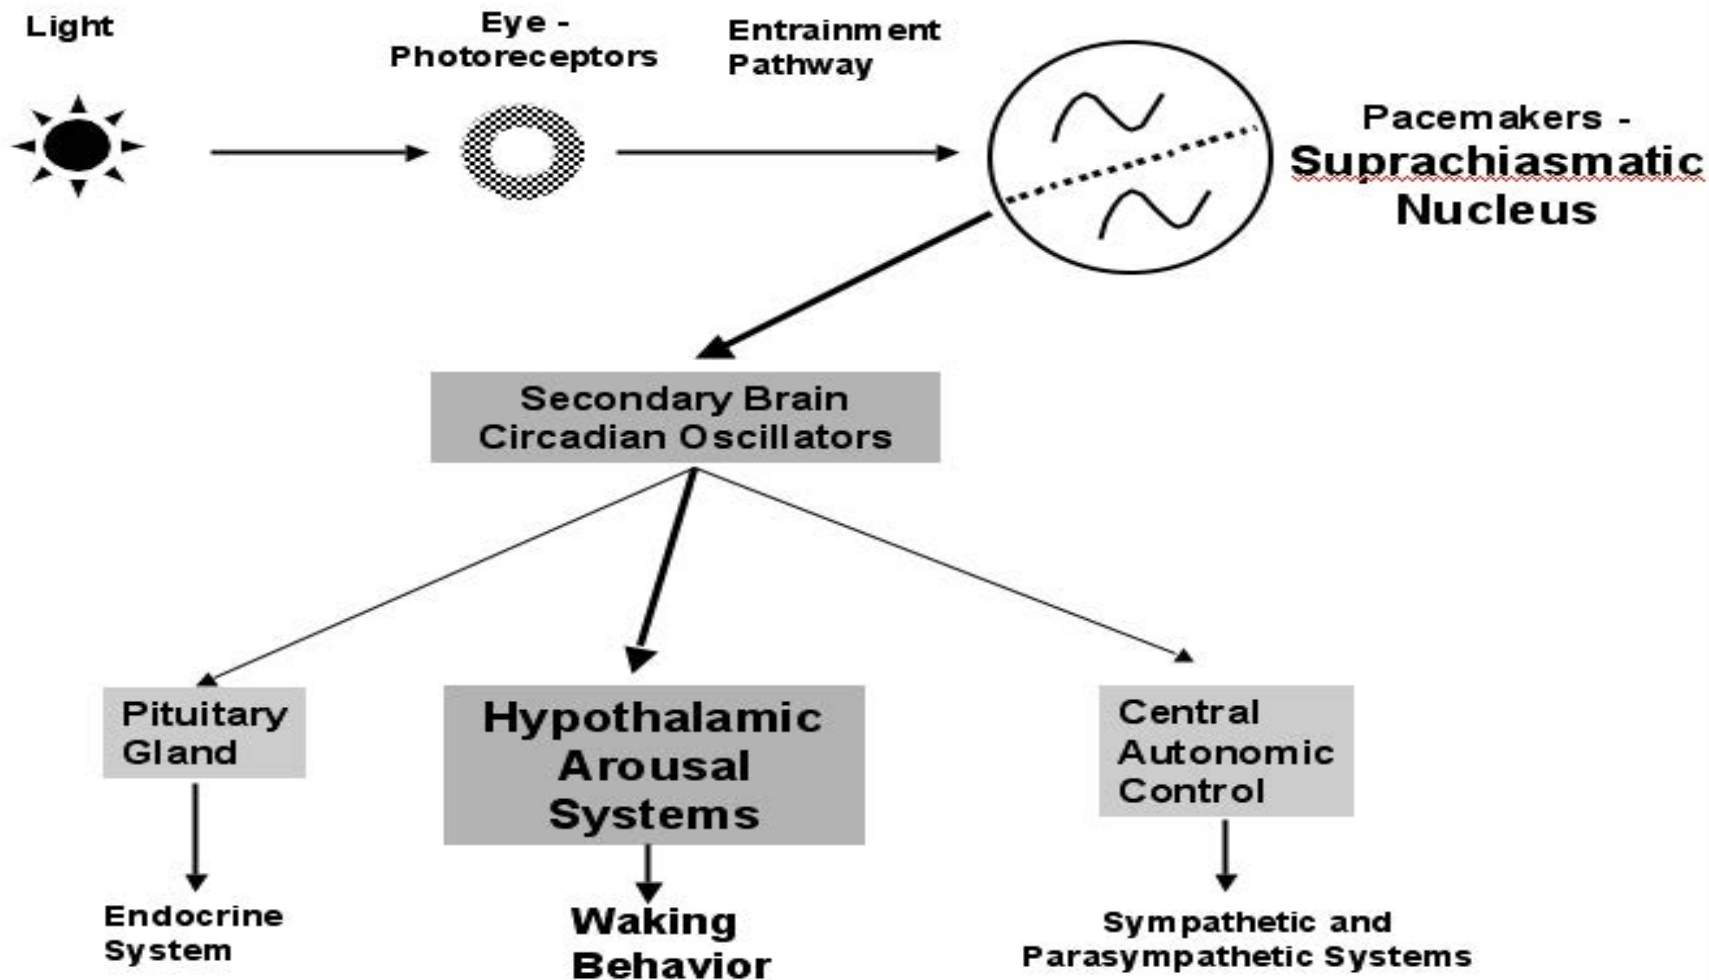 Light
Eye -
Photoreceptors
Entrainment
Pathway
Pacemakers -
Suprachiasmatic
Nucleus
Secondary Brain
Circadian Oscillators
Pituitary
Gland
Hypothalamic
Arousal
Systems
Central
Autonomic
Control
Endocrine
System
Waking
Behavior
Sympathetic and
Parasympathetic Systems